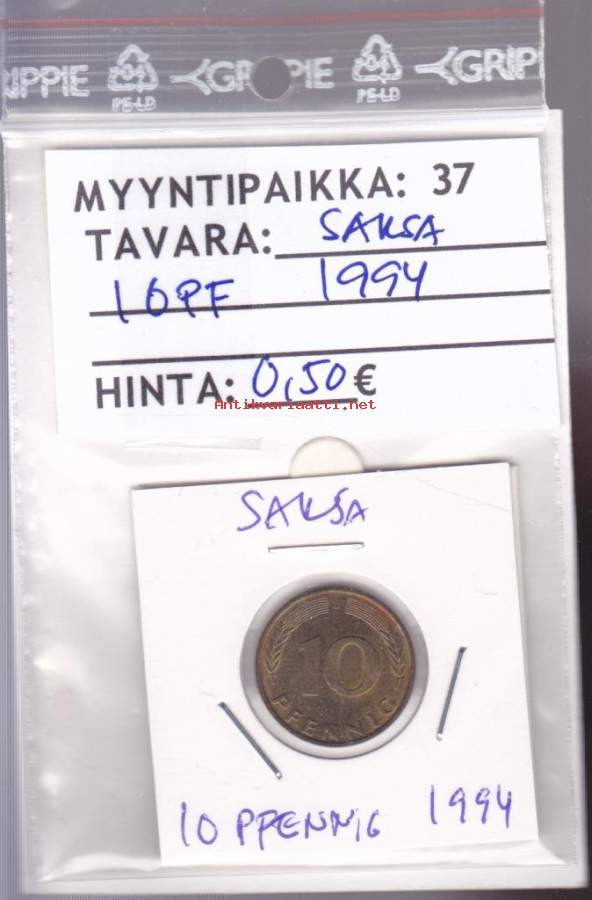 GRIPPIE GRIPPIE GRIP
PE-LD PE-LD
MYYNTIPAIKKA: 37
TAVARA: SAKSA
10PF 1994
HINTA: 0,50 €
Antikvariaatti.net
SAKSA
10
PFENNIG
10 PFENNIG 1994